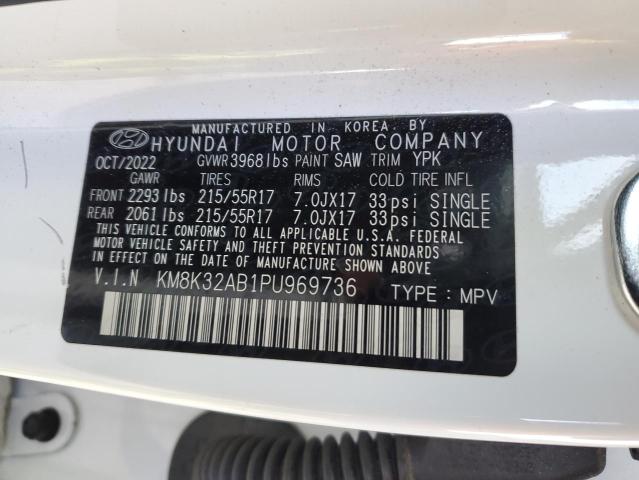 MANUFACTURED IN KOREA. BY
HYUNDAI MOTOR COMPANY
OCT/2022 GVWR 3968 lbs PAINT SAW TRIM YPK
GAWR TIRES RIMS COLD TIRE INFL
FRONT 2293 lbs 215/55R17 7.0JX17 33psi SINGLE
REAR 2061 lbs 215/55R17 7.0JX17 33psi SINGLE
THIS VEHICLE CONFORMS TO ALL APPLICABLE U.S.A. FEDERAL
MOTOR VEHICLE SAFETY AND THEFT PREVENTION STANDARDS
IN EFFECT ON THE DATE OF MANUFACTURE SHOWN ABOVE.
V.I.N KM8K32AB1PU969736 TYPE : MPV